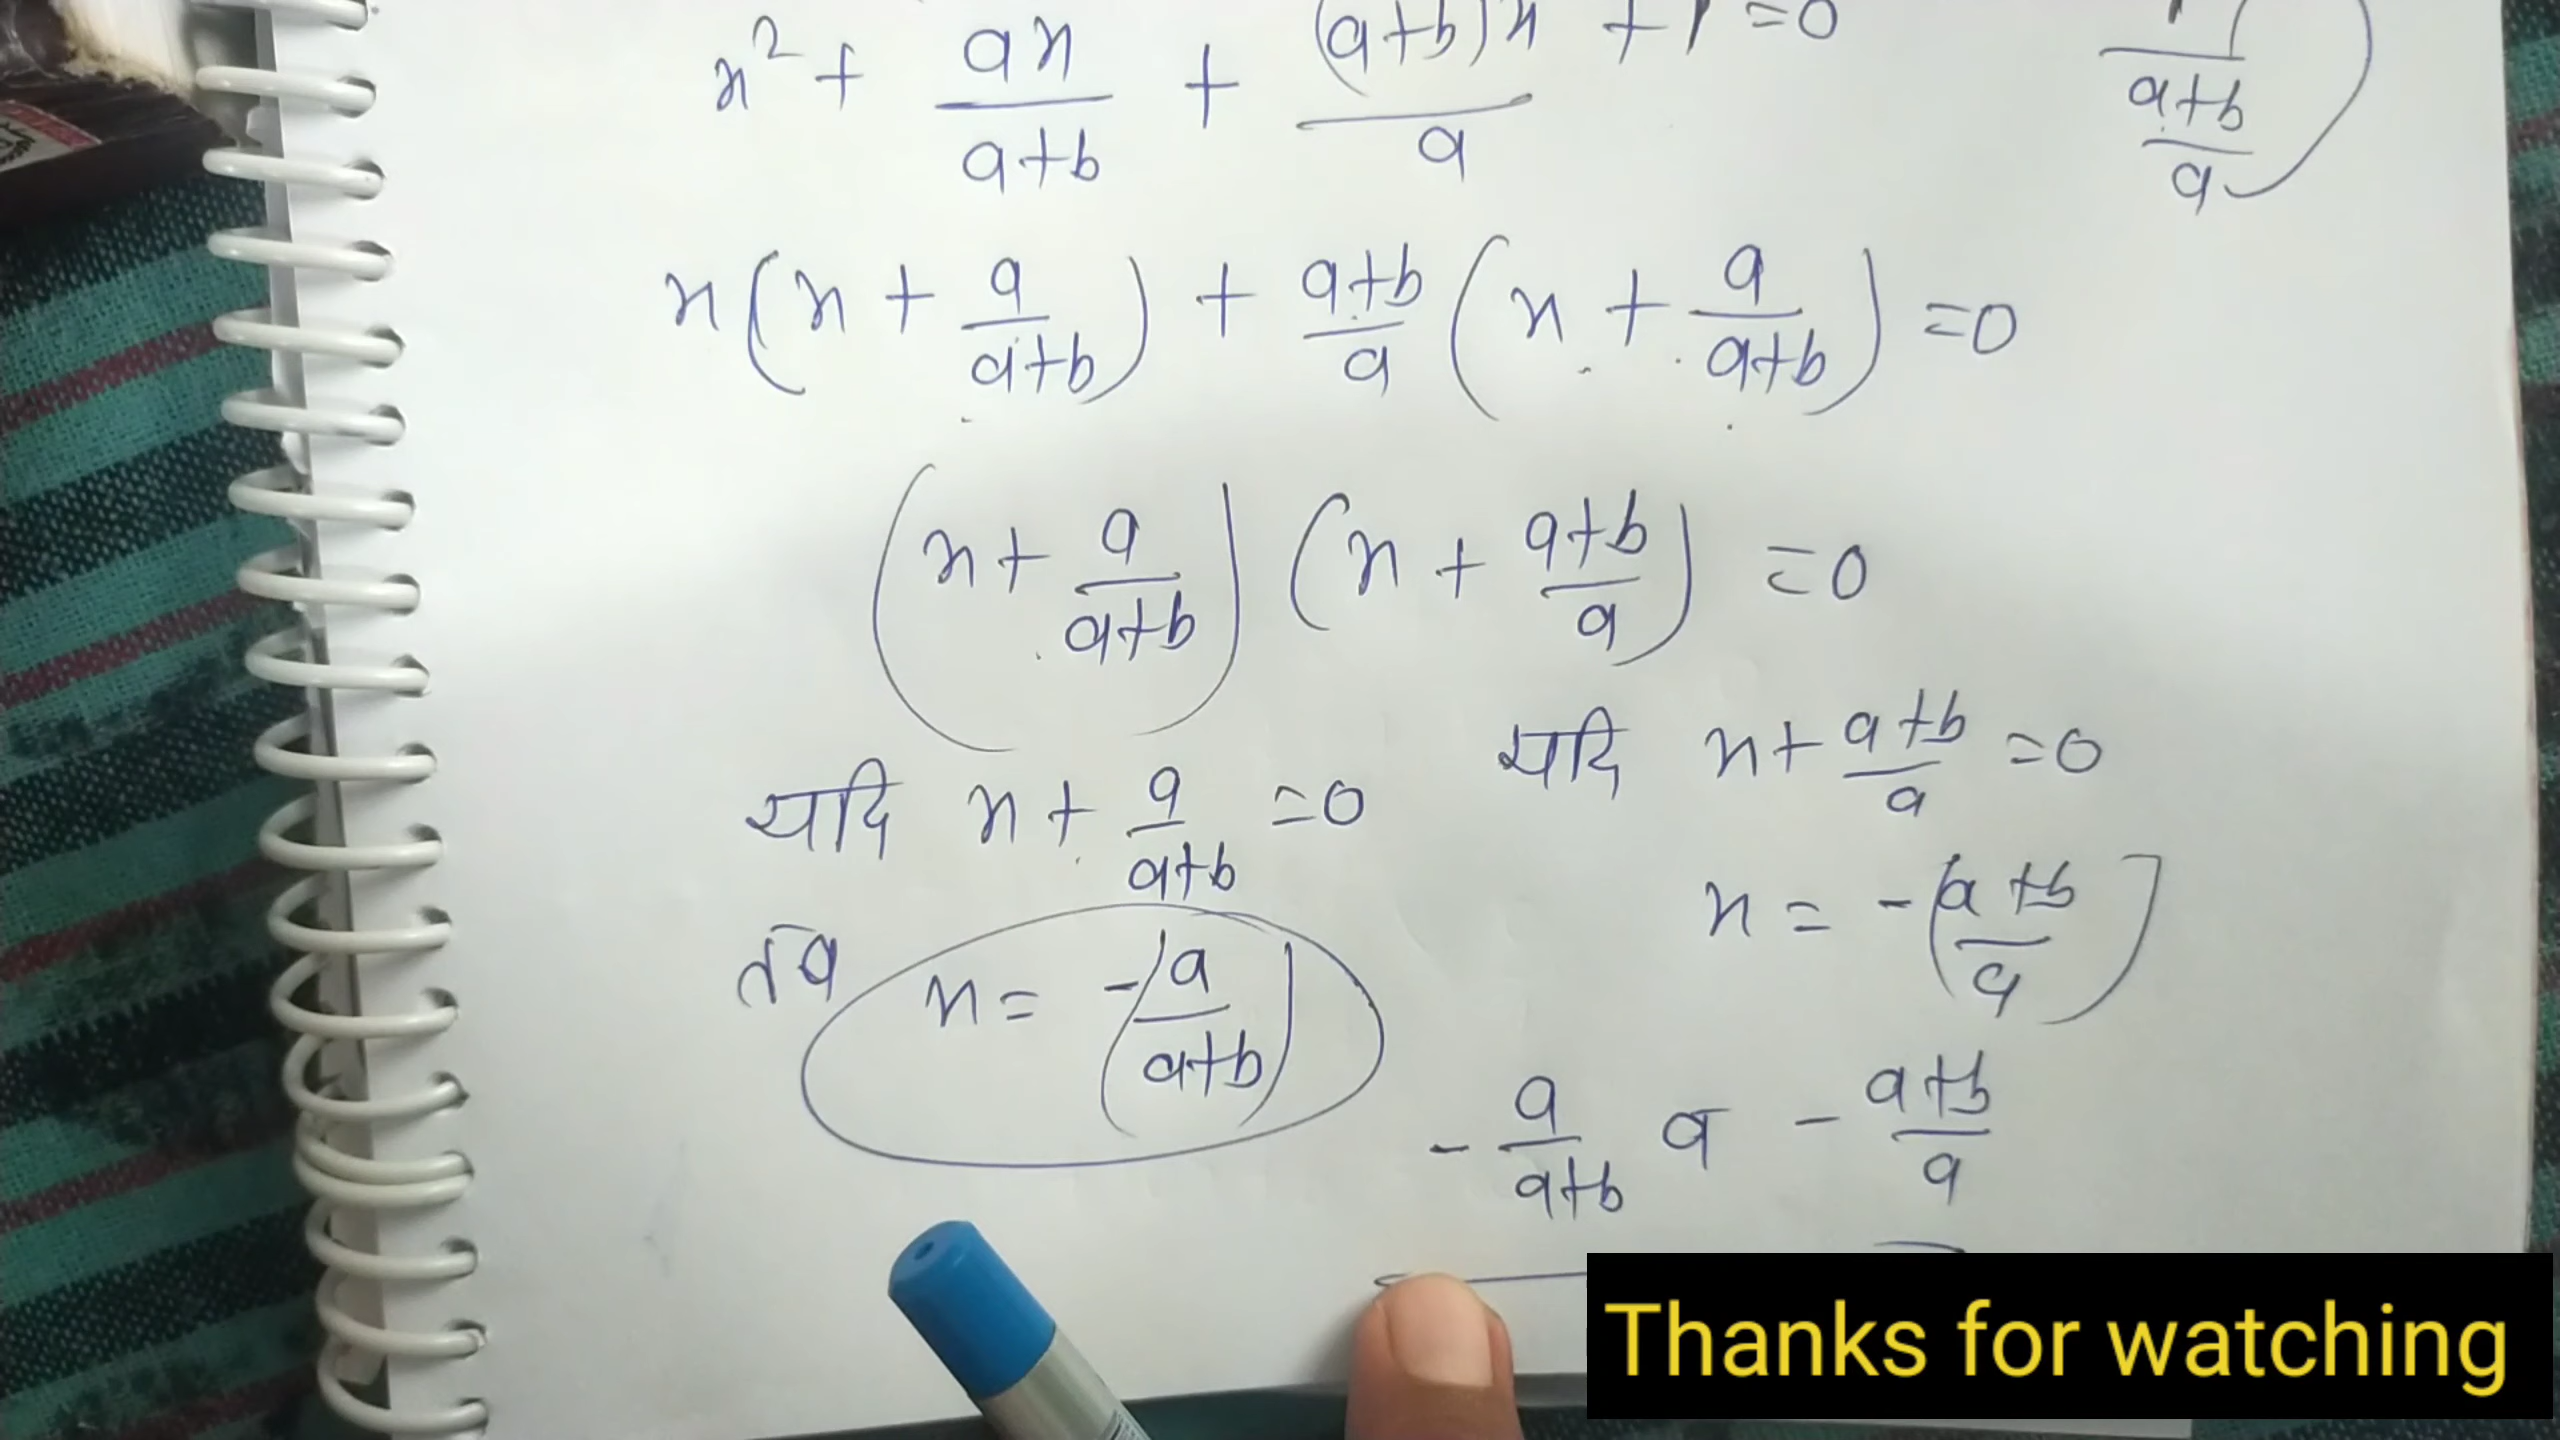 x² + ax/(a+b) + (a+b)x/a + 1 = 0
a+b/a
x(x + a/(a+b)) + (a+b)/a (x + a/(a+b)) = 0
(x + a/(a+b)) (x + (a+b)/a) = 0
यदि x + a/(a+b) = 0
यदि x + (a+b)/a = 0
तब x = -(a/(a+b))
x = -((a+b)/a)
-a/(a+b) व -(a+b)/a
Thanks for watching